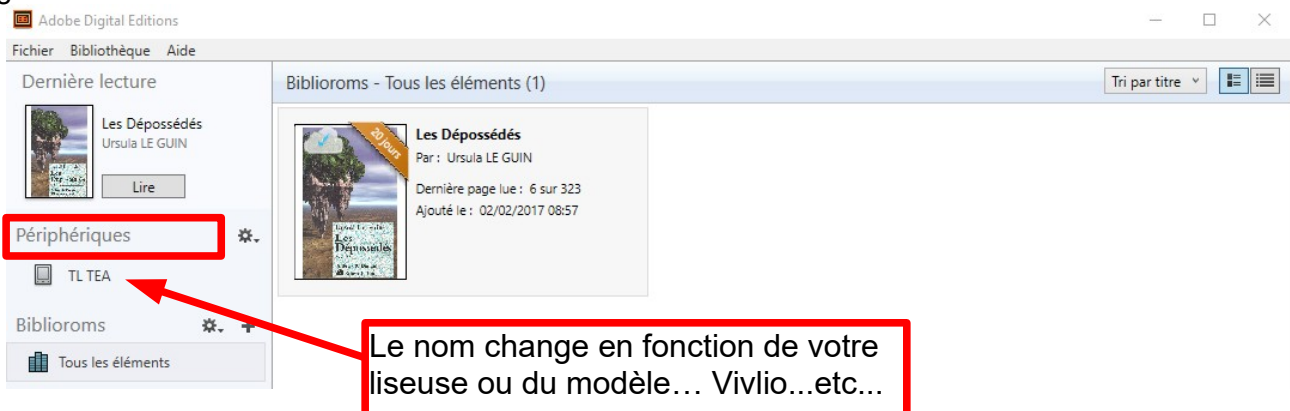 Adobe Digital Editions
Fichier Bibliothèque Aide
Dernière lecture
Les Dépossédés
Ursula LE GUIN
Lire
Périphériques
TL TEA
Biblioroms
Tous les éléments
Biblioroms - Tous les éléments (1)
Tri par titre
20 jours
Les Dépossédés
Par : Ursula LE GUIN
Dernière page lue : 6 sur 323
Ajouté le : 02/02/2017 08:57
Les
Dépossédés
Le nom change en fonction de votre
liseuse ou du modèle… Vivlio...etc...